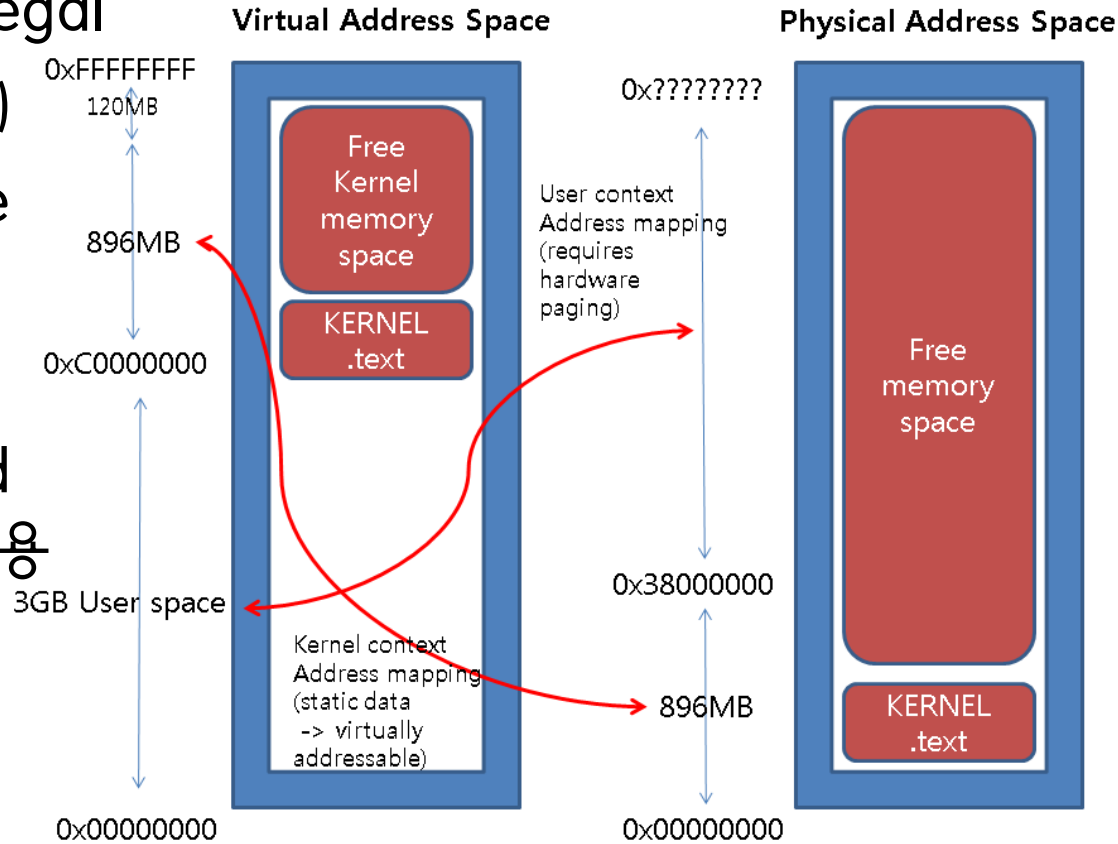 egal
)
e
d
용
Virtual Address Space
0xFFFFFFFF
120MB
896MB
0xC0000000
3GB User space
0x00000000
Free
Kernel
memory
space
KERNEL
.text
Kernel context
Address mapping
(static data
-> virtually
addressable)
User context
Address mapping
(requires
hardware
paging)
Physical Address Space
0x????????
0x38000000
896MB
0x00000000
Free
memory
space
KERNEL
.text